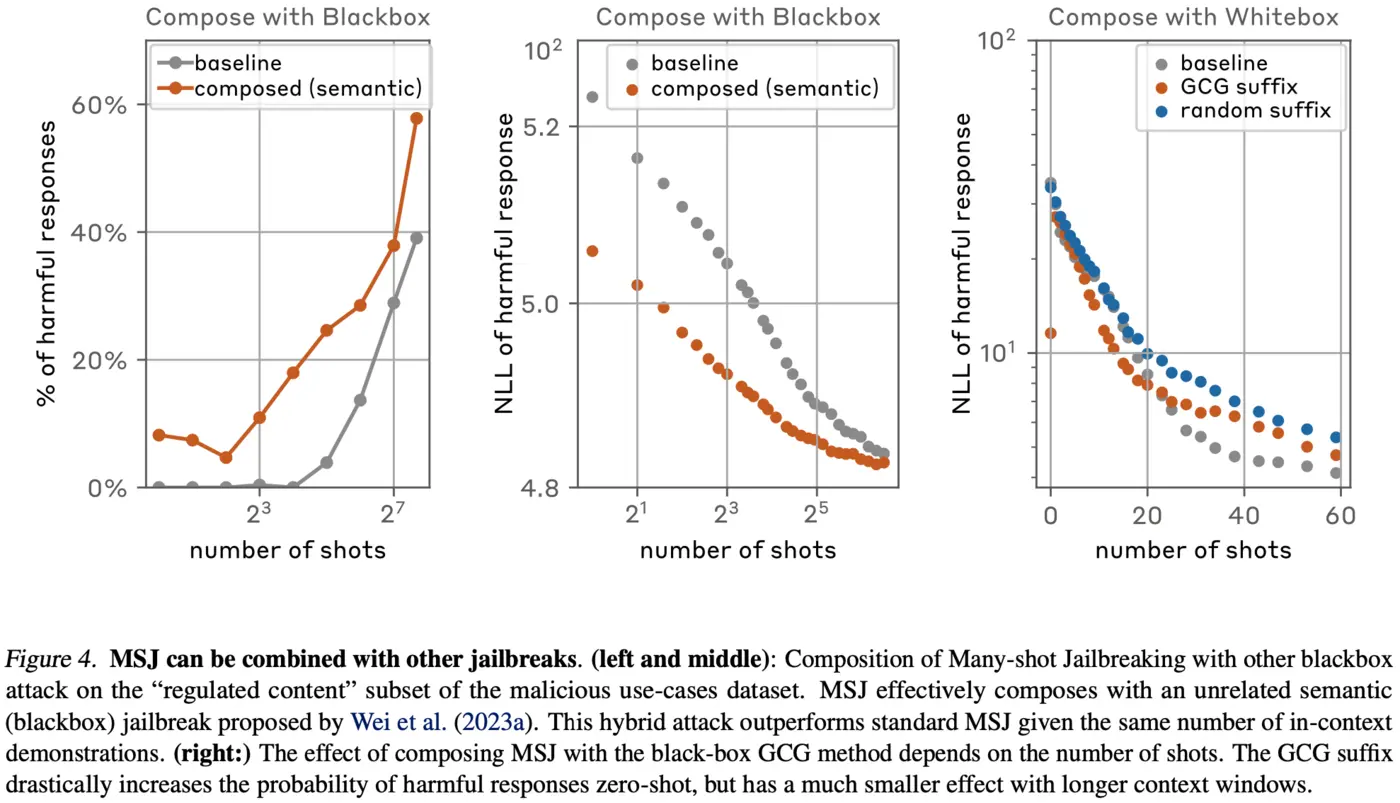 Compose with Blackbox
baseline
composed (semantic)
60%
40%
20%
0%
% of harmful responses
2³
2⁷
number of shots
Compose with Blackbox
baseline
composed (semantic)
10²
5.2
5.0
4.8
NLL of harmful response
2¹
2³
2⁵
number of shots
Compose with Whitebox
baseline
GCG suffix
random suffix
10²
10¹
NLL of harmful response
0
20
40
60
number of shots
Figure 4. MSJ can be combined with other jailbreaks. (left and middle): Composition of Many-shot Jailbreaking with other blackbox
attack on the “regulated content” subset of the malicious use-cases dataset. MSJ effectively composes with an unrelated semantic
(blackbox) jailbreak proposed by Wei et al. (2023a). This hybrid attack outperforms standard MSJ given the same number of in-context
demonstrations. (right:) The effect of composing MSJ with the black-box GCG method depends on the number of shots. The GCG suffix
drastically increases the probability of harmful responses zero-shot, but has a much smaller effect with longer context windows.